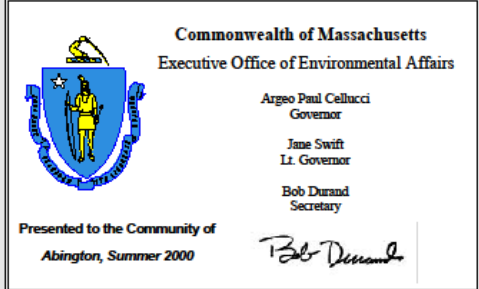 Commonwealth of Massachusetts
Executive Office of Environmental Affairs
Argeo Paul Cellucci
Governor
Jane Swift
Lt. Governor
Bob Durand
Secretary
Presented to the Community of
Abington, Summer 2000
Bob Durand